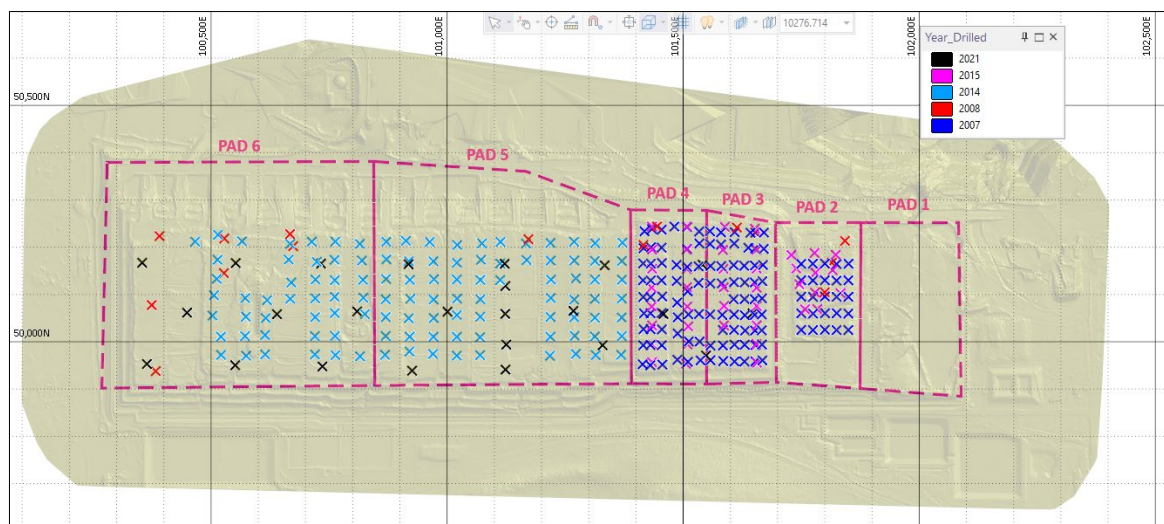 100,500E
101,000E
101,500E
102,000E
102,500E
10276.714
Year_Drilled
2021
2015
2014
2008
2007
50,500N
PAD 6
PAD 5
PAD 4
PAD 3
PAD 2
PAD 1
50,000N